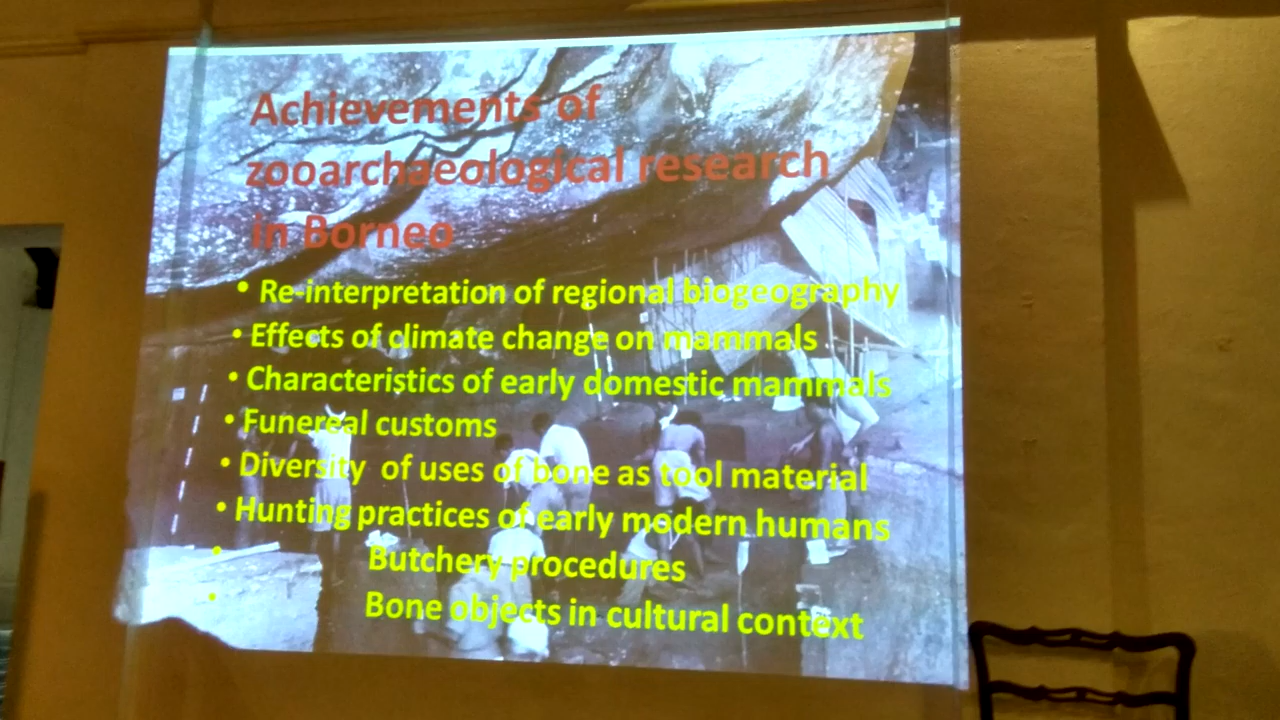 Achievements of
zooarchaeological research
in Borneo
• Re-interpretation of regional biogeography
• Effects of climate change on mammals
• Characteristics of early domestic mammals
• Funereal customs
• Diversity of uses of bone as tool material
• Hunting practices of early modern humans
• Butchery procedures
• Bone objects in cultural context